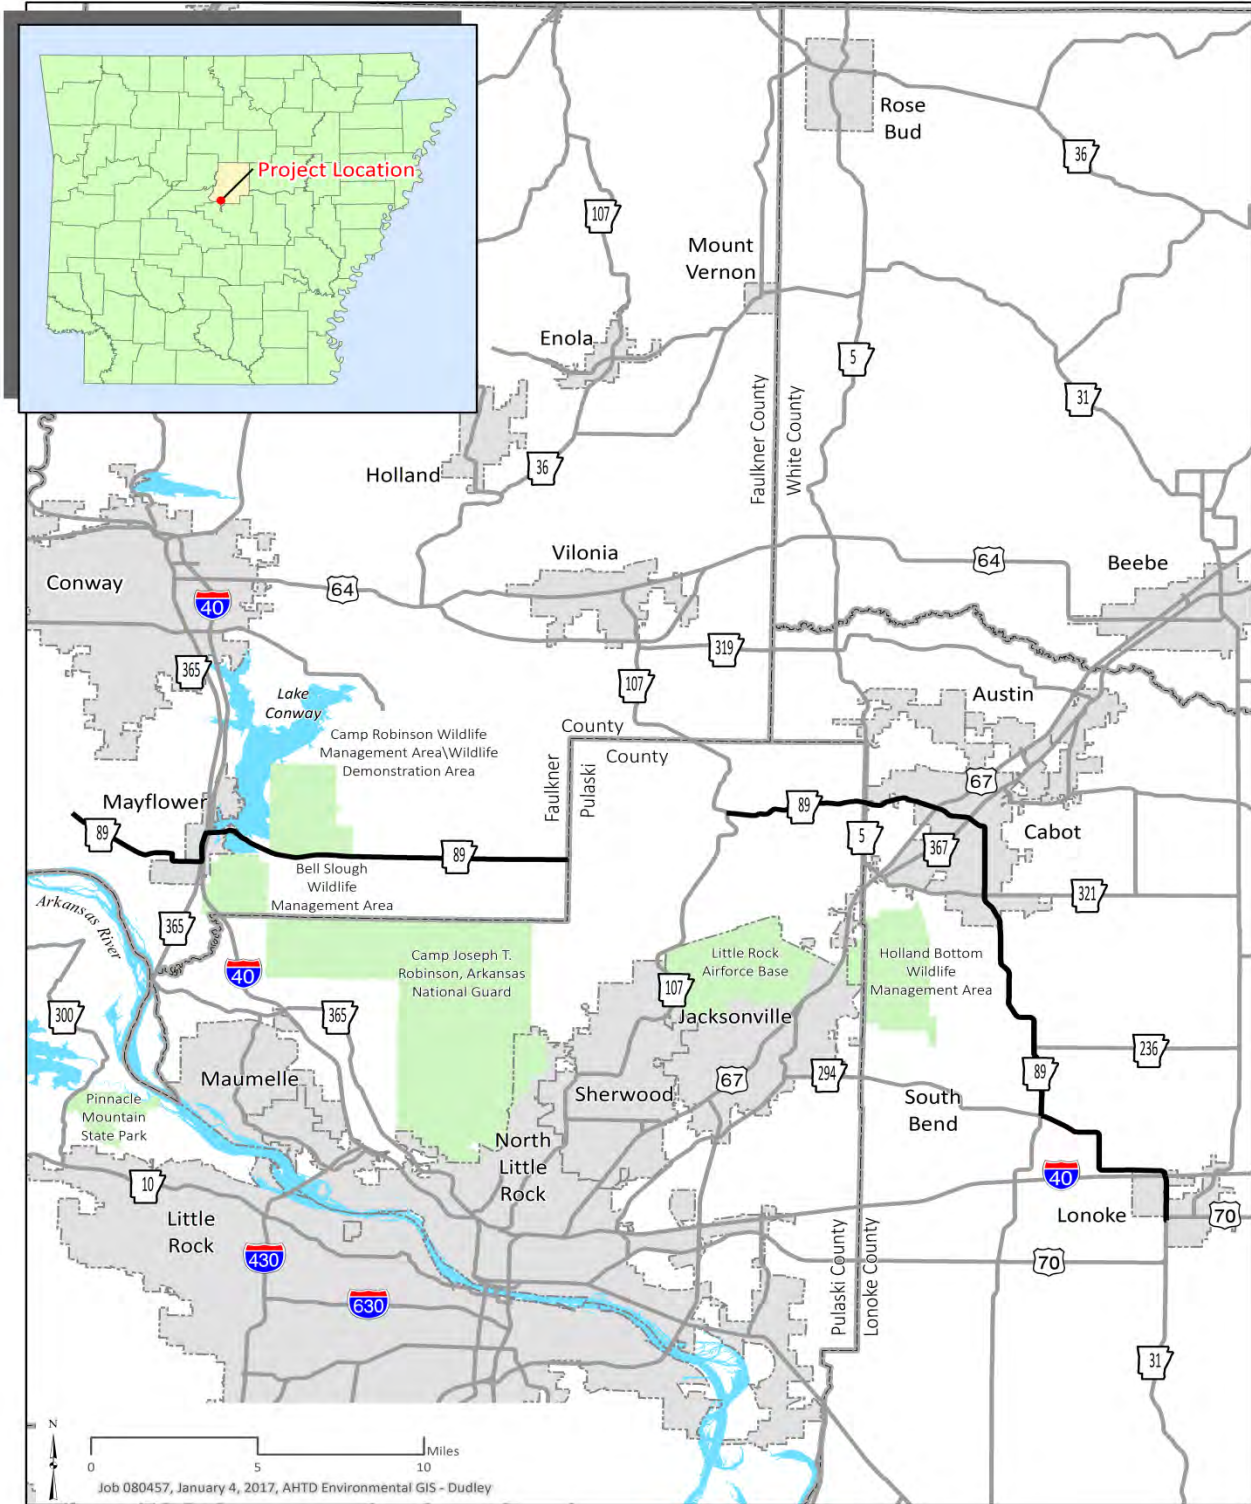 Project Location
Rose
Bud
36
107
Mount
Vernon
Enola
5
31
Faulkner County
White County
Holland
36
Vilonia
64
Beebe
Conway
64
40
319
365
107
Lake
Conway
Austin
Camp Robinson Wildlife
Management Area\Wildlife
Demonstration Area
County
County
Faulkner
Pulaski
67
Mayflower
89
89
89
5
367
Cabot
Bell Slough
Wildlife
Management Area
321
Arkansas River
365
40
Camp Joseph T.
Robinson, Arkansas
National Guard
Little Rock
Airforce Base
Holland Bottom
Wildlife
Management Area
107
300
365
Jacksonville
236
Maumelle
67
294
89
Sherwood
South
Bend
Pinnacle
Mountain
State Park
North
Little
Rock
10
40
Little
Rock
Lonoke
70
430
70
Pulaski County
Lonoke County
630
31
N
Miles
0
5
10
Job 080457, January 4, 2017, AHTD Environmental GIS - Dudley